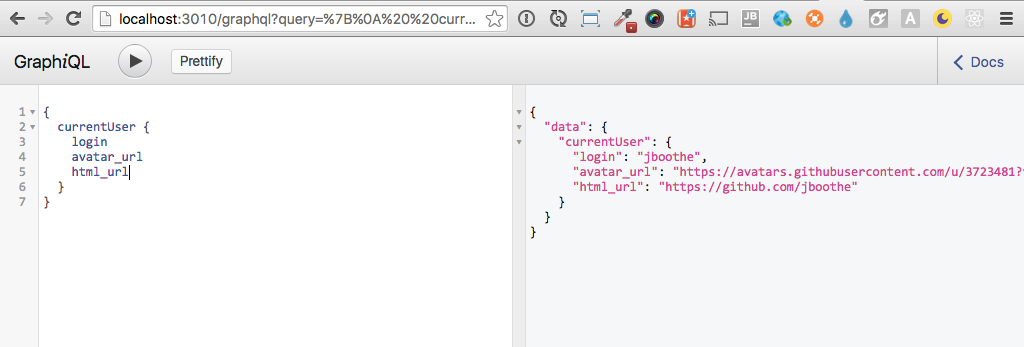 localhost:3010/graphql?query=%7B%0A%20%20curr...
JB
A
GraphiQL
Prettify
Docs
1 {
2 currentUser {
3 login
4 avatar_url
5 html_url
6 }
7 }
{
"data": {
"currentUser": {
"login": "jboothe",
"avatar_url": "https://avatars.githubusercontent.com/u/3723481?
"html_url": "https://github.com/jboothe"
}
}
}